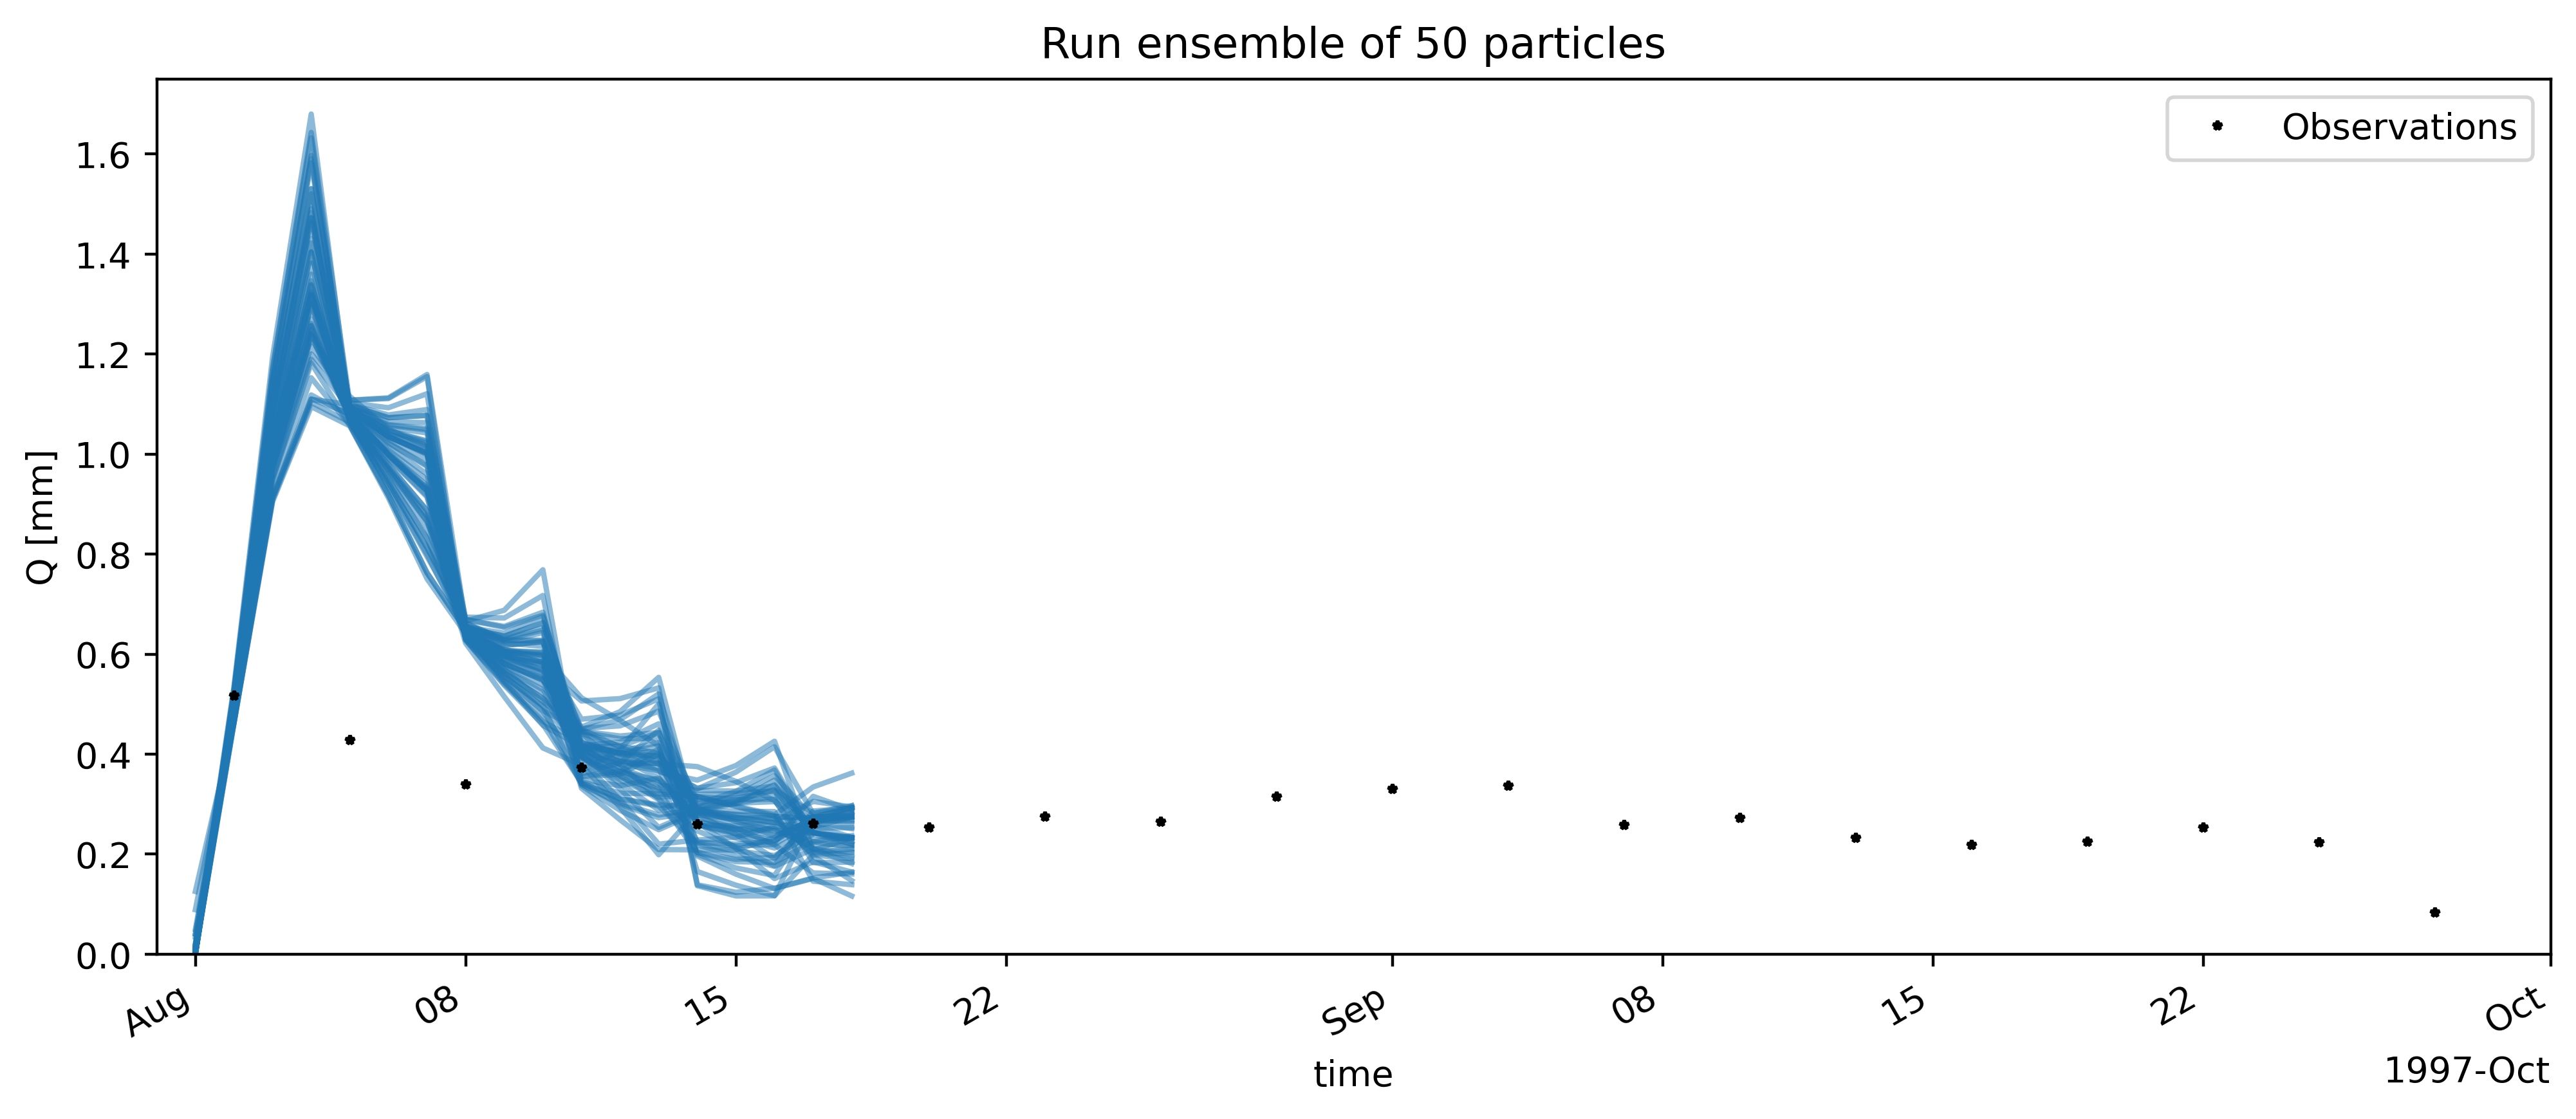 Run ensemble of 50 particles
Observations
1.6
1.4
1.2
1.0
0.8
0.6
0.4
0.2
0.0
Q [mm]
Aug
08
15
22
Sep
08
15
22
Oct
time
1997-Oct